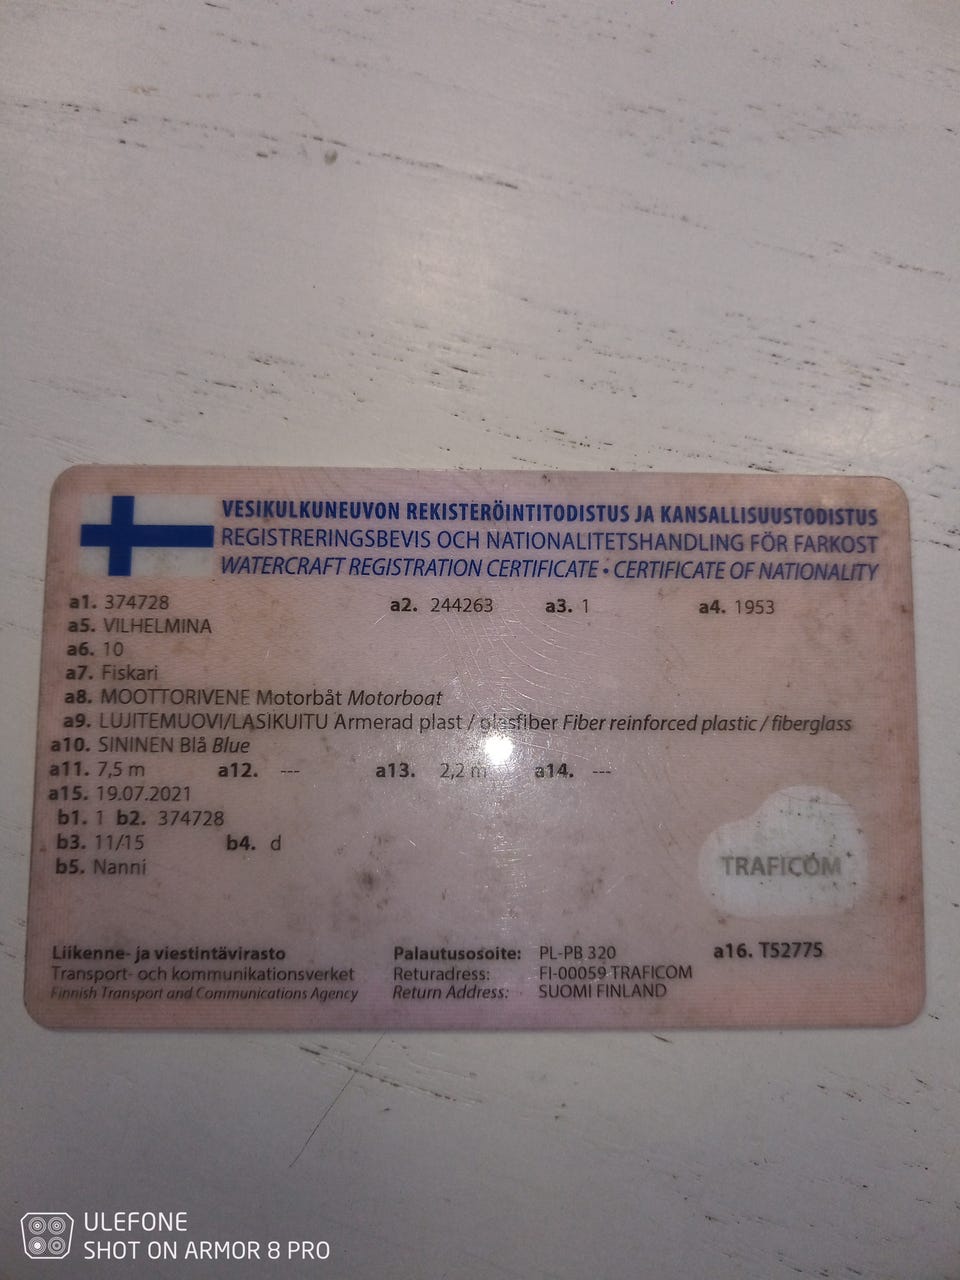 VESIKULKUNEUVON REKISTERÖINTITODISTUS JA KANSALLISUUSTODISTUS
REGISTRERINGSBEVIS OCH NATIONALITETSHANDLING FÖR FARKOST
WATERCRAFT REGISTRATION CERTIFICATE • CERTIFICATE OF NATIONALITY
a1. 374728 a2. 244263 a3. 1 a4. 1953
a5. VILHELMINA
a6. 10
a7. Fiskari
a8. MOOTTORIVENE Motorbåt Motorboat
a9. LUJITEMUOVI/LASIKUITU Armerad plast / glasfiber Fiber reinforced plastic / fiberglass
a10. SININEN Blå Blue
a11. 7,5 m a12. --- a13. 2,2 m a14. ---
a15. 19.07.2021
b1. 1 b2. 374728
b3. 11/15 b4. d
b5. Nanni
TRAFICOM
Liikenne- ja viestintävirasto Palautusosoite: PL-PB 320 a16. T52775
Transport- och kommunikationsverket Returadress: FI-00059 TRAFICOM
Finnish Transport and Communications Agency Return Address: SUOMI FINLAND
ULEFONE
SHOT ON ARMOR 8 PRO